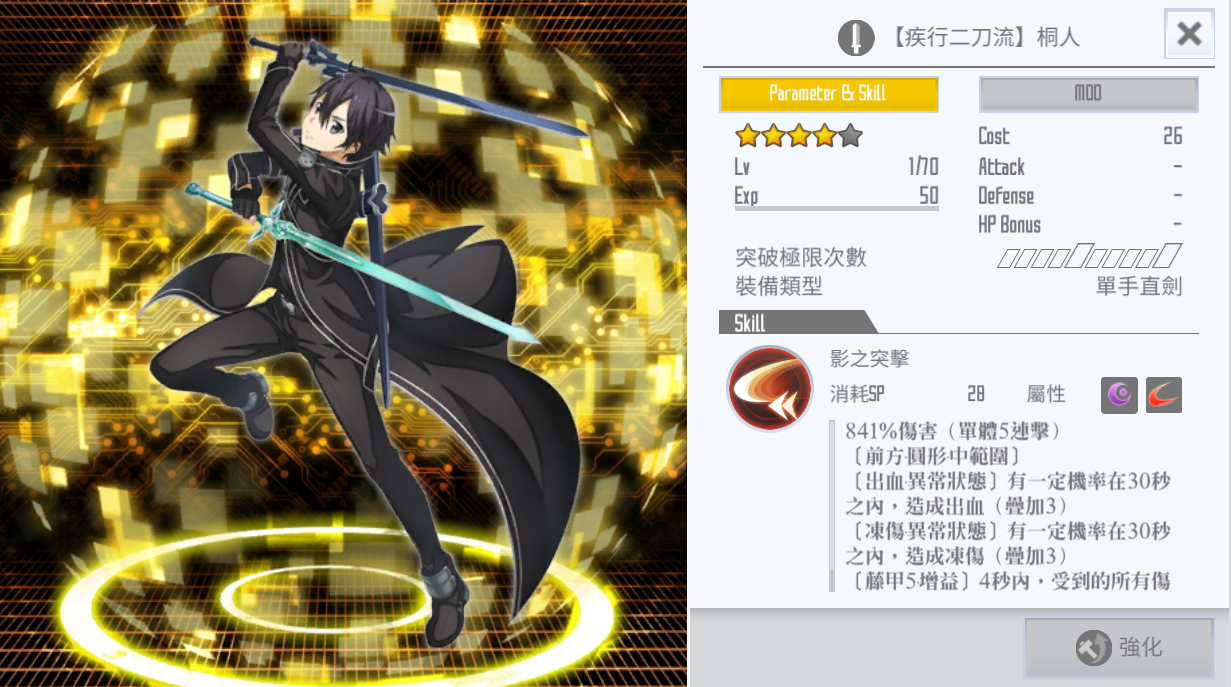 【疾行二刀流】桐人
Parameter & Skill
MOD
Lv 1/70
Exp 50
Cost 26
Attack -
Defense -
HP Bonus -
突破極限次數
裝備類型 單手直劍
Skill
影之突擊
消耗SP 28 屬性
841%傷害（單體5連擊）
〔前方·圓形·中範圍〕
〔出血·異常狀態〕有一定機率在30秒
之內，造成出血（疊加3）
〔凍傷·異常狀態〕有一定機率在30秒
之內，造成凍傷（疊加3）
〔藤甲5·增益〕4秒內，受到的所有傷
強化